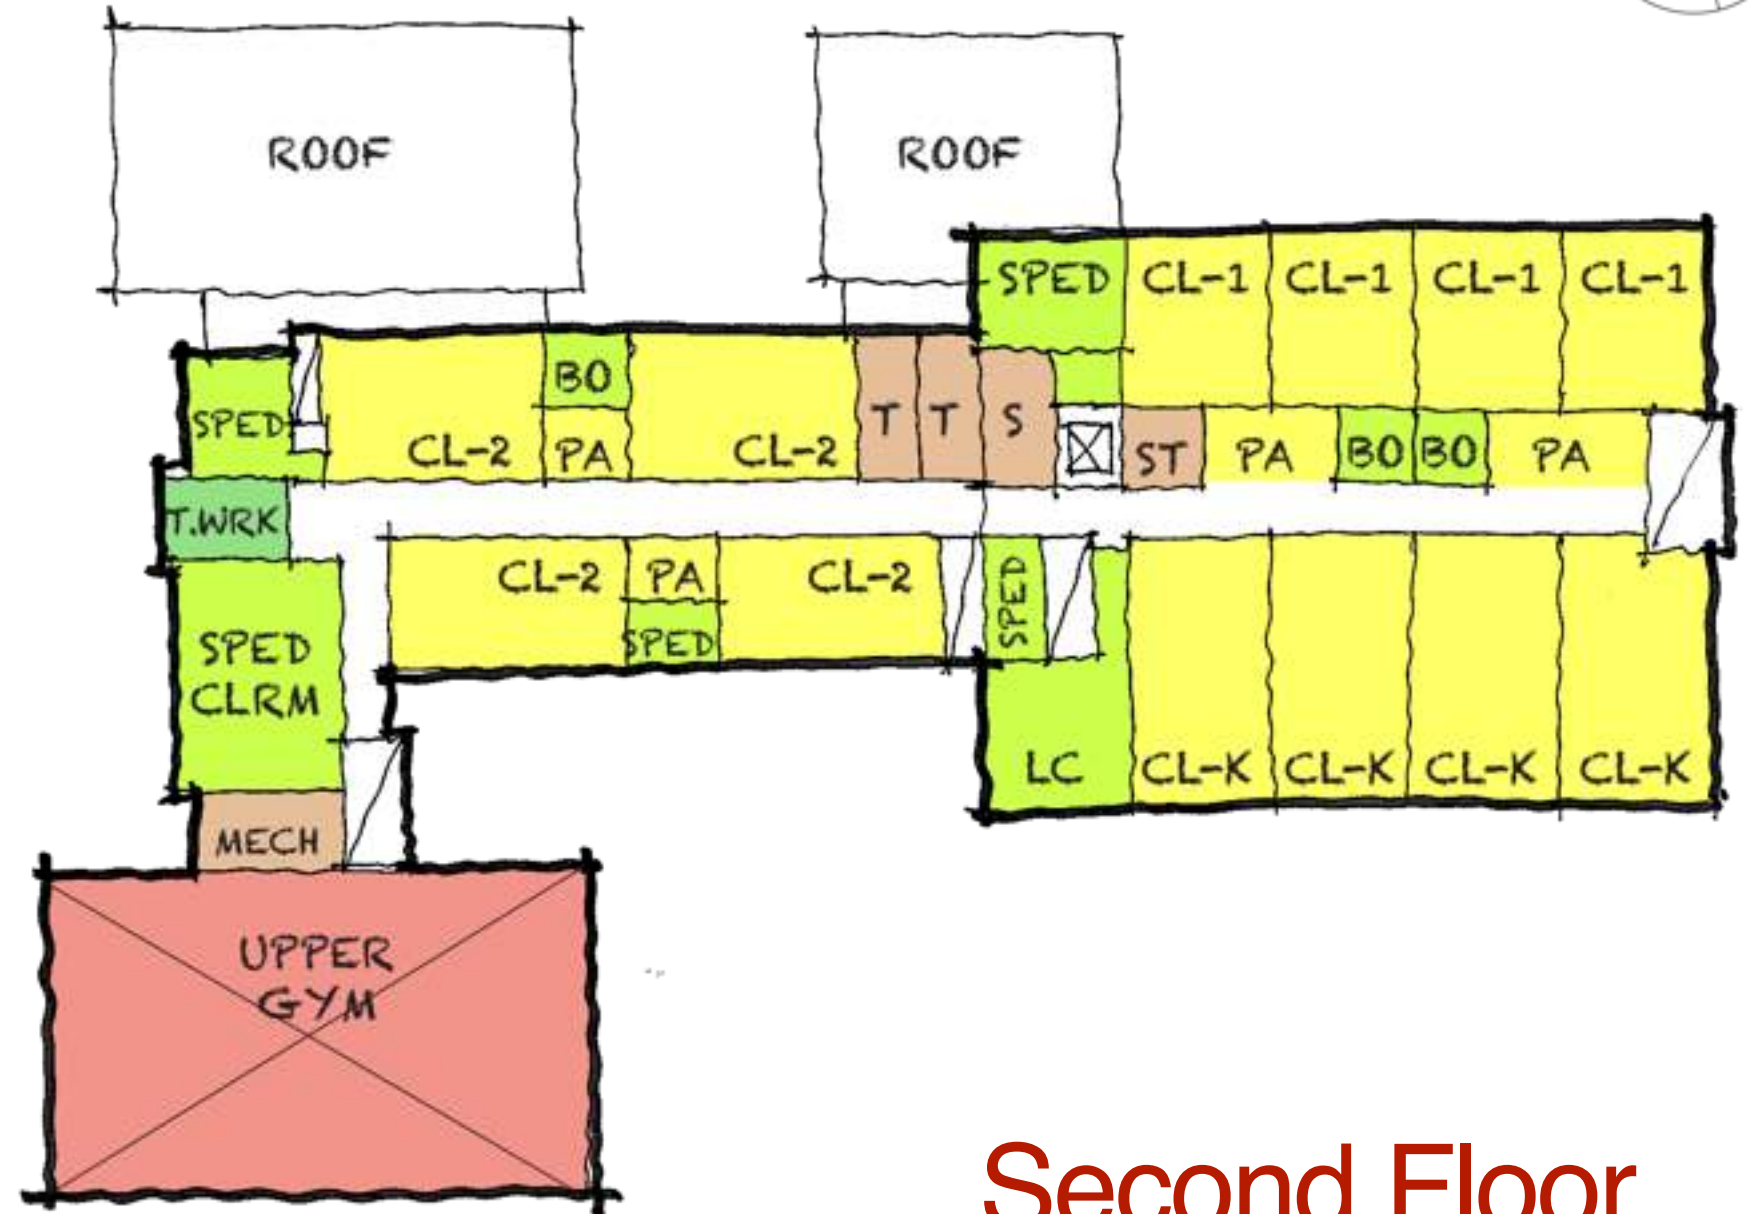 ROOF
ROOF
SPED
CL-1
CL-1
CL-1
CL-1
BO
SPED
CL-2
PA
CL-2
T
T
S
ST
PA
BO
BO
PA
T.WRK
CL-2
PA
CL-2
SPED
SPED
SPED
CLRM
LC
CL-K
CL-K
CL-K
CL-K
MECH
UPPER
GYM
Second Floor